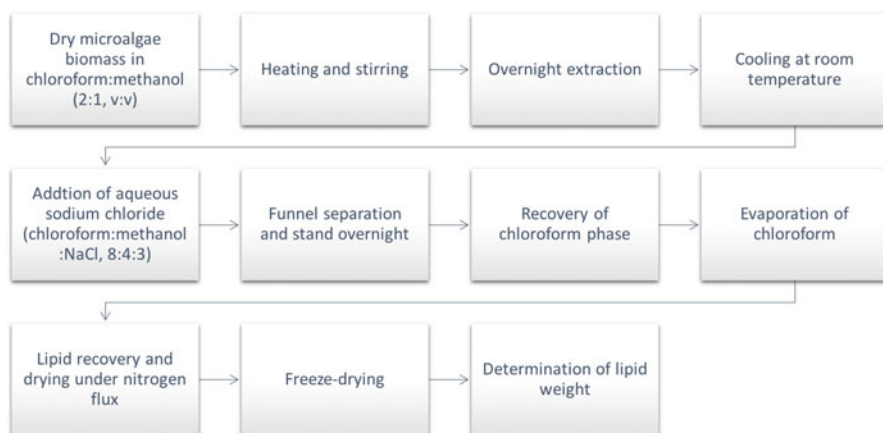 Dry microalgae
biomass in
chloroform:methanol
(2:1, v:v)
Heating and stirring
Overnight extraction
Cooling at room
temperature
Addtion of aqueous
sodium chloride
(chloroform:methanol
:NaCl, 8:4:3)
Funnel separation
and stand overnight
Recovery of
chloroform phase
Evaporation of
chloroform
Lipid recovery and
drying under nitrogen
flux
Freeze-drying
Determination of lipid
weight